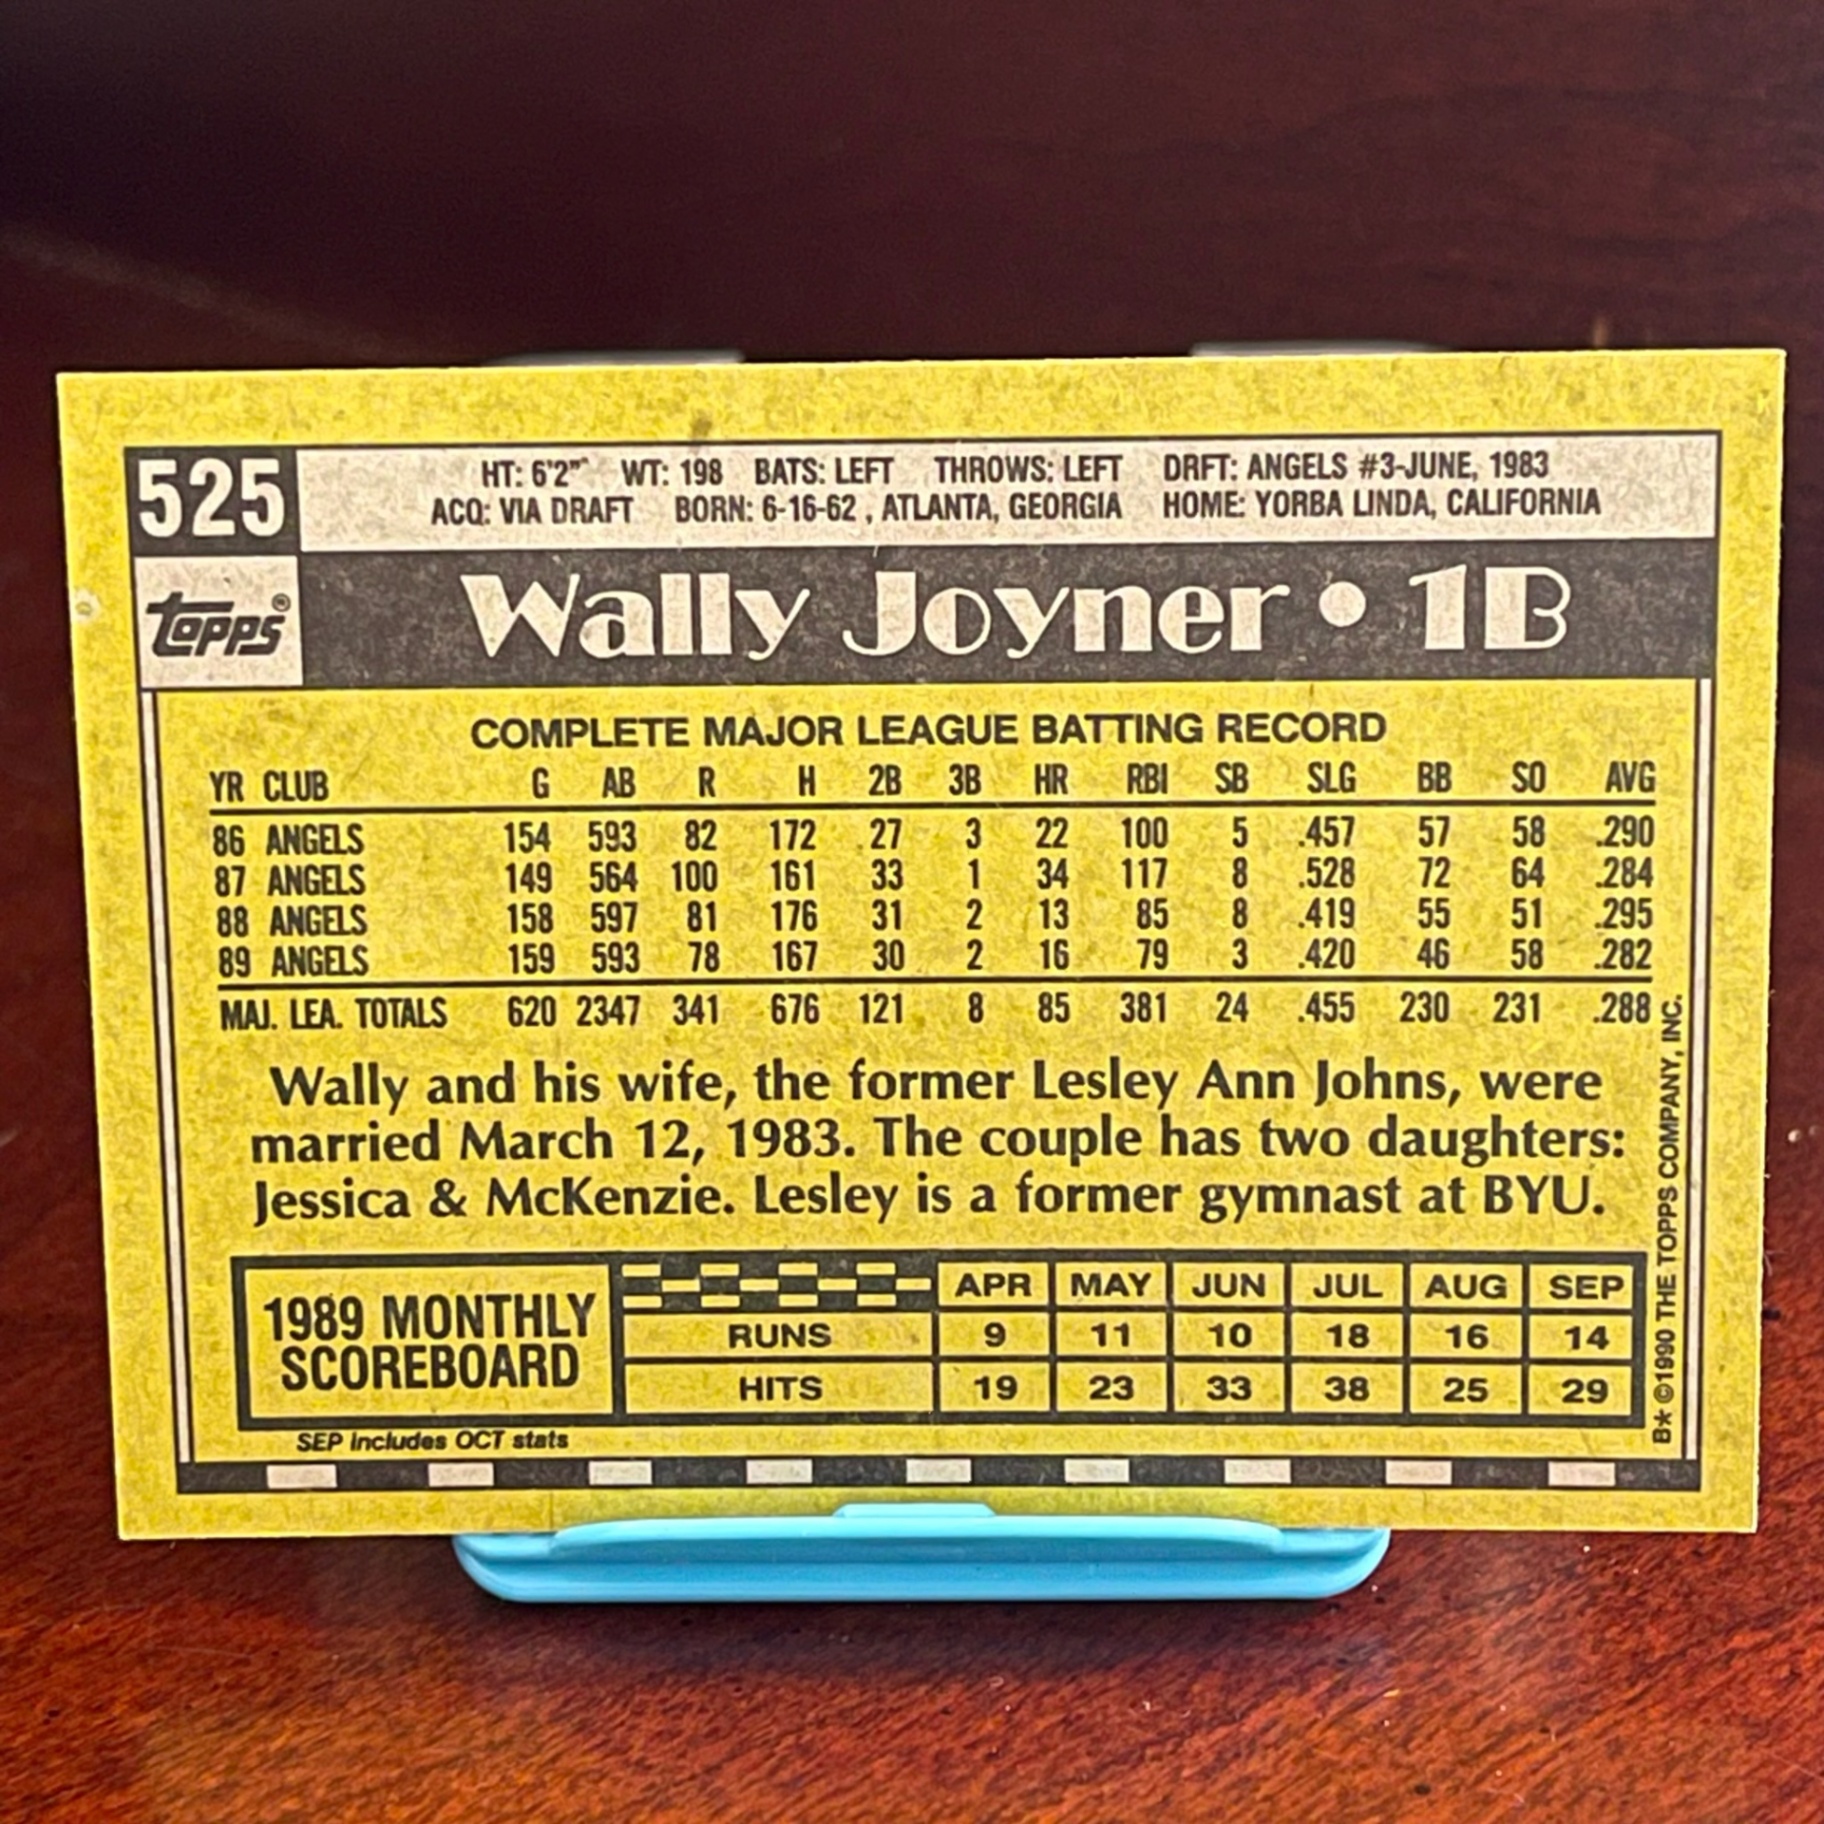 525
HT: 6'2" WT: 198 BATS: LEFT THROWS: LEFT DRFT: ANGELS #3-JUNE, 1983
ACQ: VIA DRAFT BORN: 6-16-62 , ATLANTA, GEORGIA HOME: YORBA LINDA, CALIFORNIA
topps®
Wally Joyner • 1B
COMPLETE MAJOR LEAGUE BATTING RECORD
YR CLUB G AB R H 2B 3B HR RBI SB SLG BB SO AVG
86 ANGELS 154 593 82 172 27 3 22 100 5 .457 57 58 .290
87 ANGELS 149 564 100 161 33 1 34 117 8 .528 72 64 .284
88 ANGELS 158 597 81 176 31 2 13 85 8 .419 55 51 .295
89 ANGELS 159 593 78 167 30 2 16 79 3 .420 46 58 .282
MAJ. LEA. TOTALS 620 2347 341 676 121 8 85 381 24 .455 230 231 .288
Wally and his wife, the former Lesley Ann Johns, were
married March 12, 1983. The couple has two daughters:
Jessica & McKenzie. Lesley is a former gymnast at BYU.
1989 MONTHLY
SCOREBOARD
APR MAY JUN JUL AUG SEP
RUNS 9 11 10 18 16 14
HITS 19 23 33 38 25 29
SEP includes OCT stats
B* ©1990 THE TOPPS COMPANY, INC.